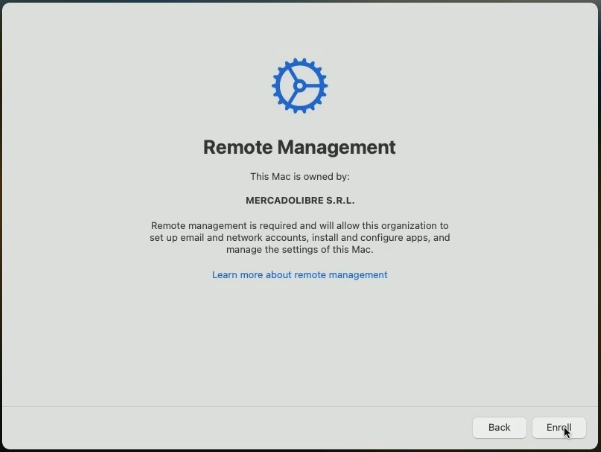 Remote Management
This Mac is owned by:
MERCADOLIBRE S.R.L.
Remote management is required and will allow this organization to
set up email and network accounts, install and configure apps, and
manage the settings of this Mac.
Learn more about remote management
Back
Enroll